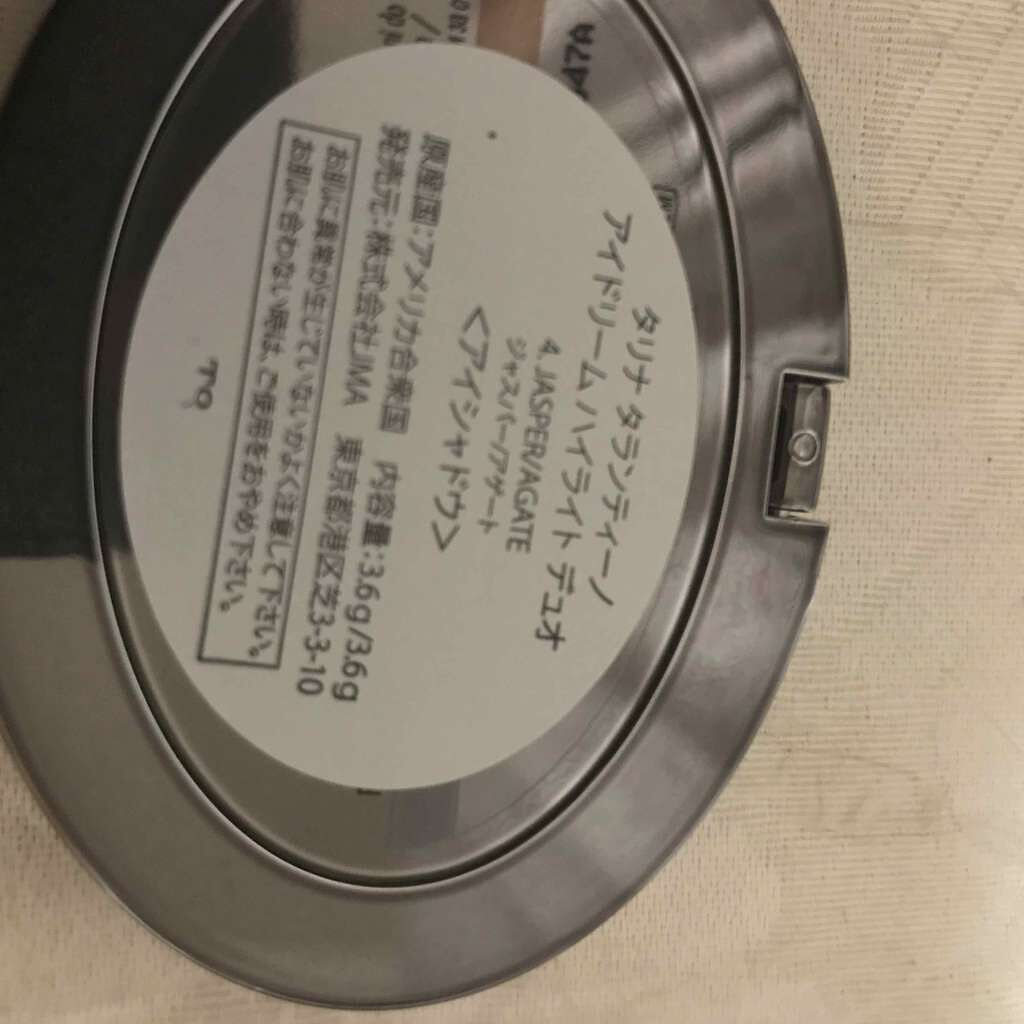 タリナ タランティーノ
アイドリーム ハイライト デュオ
4. JASPER/AGATE
ジャスパー/アゲート
<アイシャドウ>
原産国:アメリカ合衆国 内容量:3.6g/3.6g
発売元:株式会社JMA 東京都港区芝3-3-10
お肌に異常が生じていないかよく注意して下さい。
お肌に合わない時は、ご使用をおやめ下さい。
TO
47A